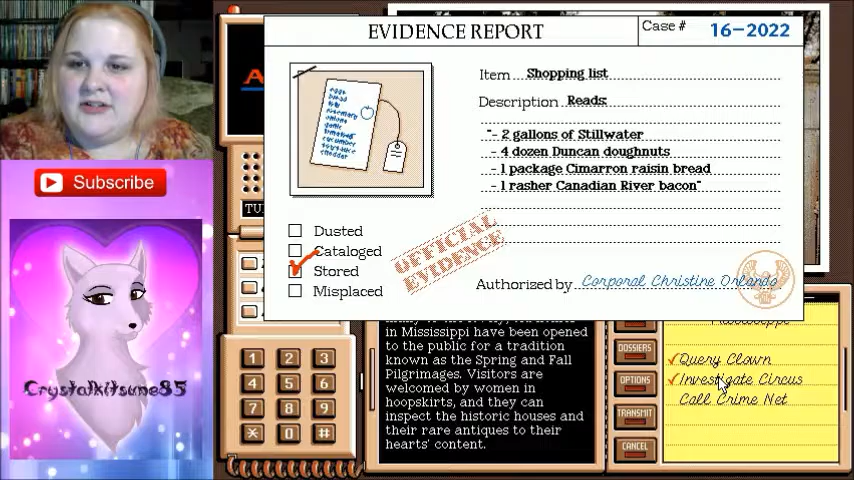 EVIDENCE REPORT
Case # 16-2022
Item Shopping list
Description Reads:
"- 2 gallons of Stillwater
- 4 dozen Duncan doughnuts
- 1 package Cimarron raisin bread
- 1 rasher Canadian River bacon"
Dusted
Cataloged
Stored
Misplaced
OFFICIAL
EVIDENCE
Authorized by Corporal Christine Orlando
Subscribe
Crystalkitsune85
1 2 3
4 5 6
7 8 9
* 0 #
in Mississippi have been opened
to the public for a tradition
known as the Spring and Fall
Pilgrimages. Visitors are
welcomed by women in
hoopskirts, and they can
inspect the historic houses and
their rare antiques to their
hearts' content.
DOSSIERS
OPTIONS
TRANSMIT
CANCEL
Query Clown
Investigate Circus
Call Crime Net